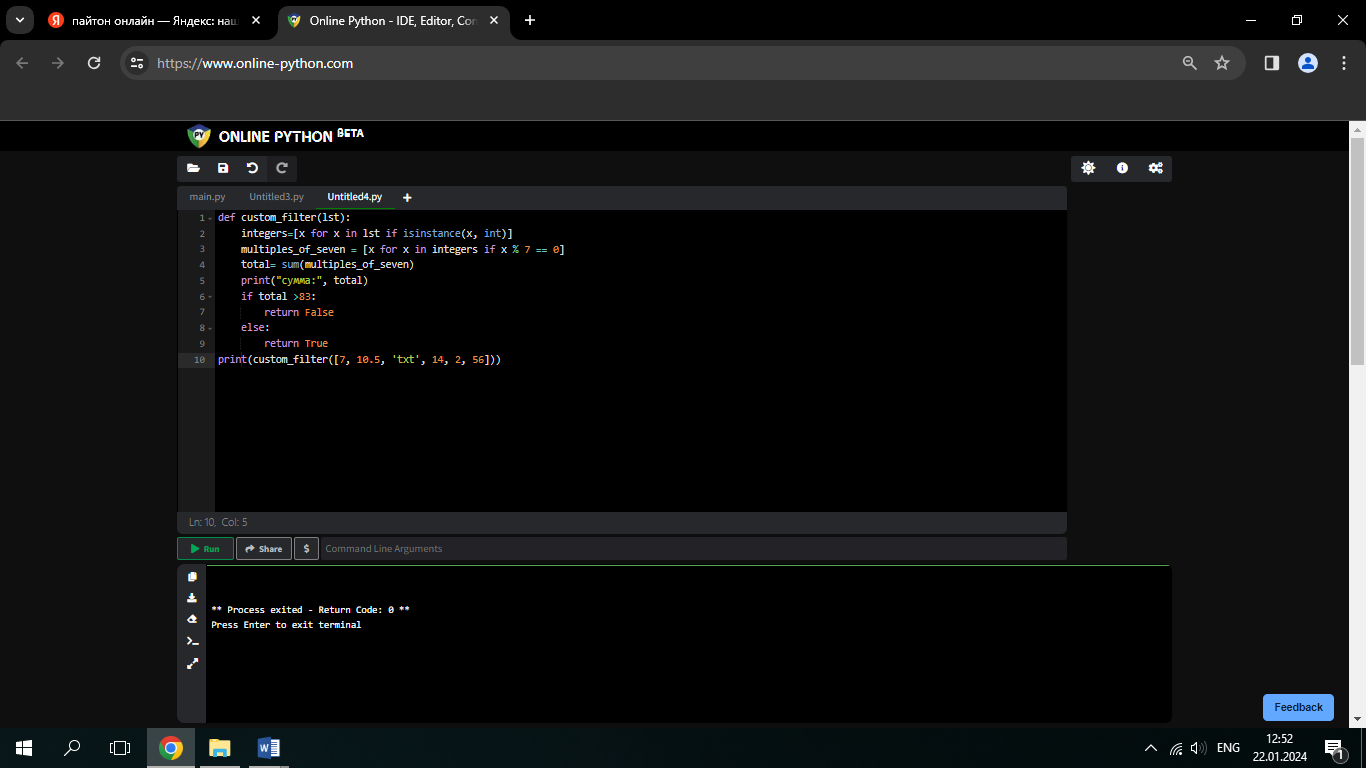 пайтон онлайн — Яндекс: наш
Online Python - IDE, Editor, Con
https://www.online-python.com
PY ONLINE PYTHON BETA
main.py Untitled3.py Untitled4.py
1 def custom_filter(lst):
2     integers=[x for x in lst if isinstance(x, int)]
3     multiples_of_seven = [x for x in integers if x % 7 == 0]
4     total= sum(multiples_of_seven)
5     print("сумма:", total)
6     if total >83:
7         return False
8     else:
9         return True
10 print(custom_filter([7, 10.5, 'txt', 14, 2, 56]))
Ln: 10, Col: 5
Run Share $ Command Line Arguments
** Process exited - Return Code: 0 **
Press Enter to exit terminal
Feedback
ENG 12:52
22.01.2024 1